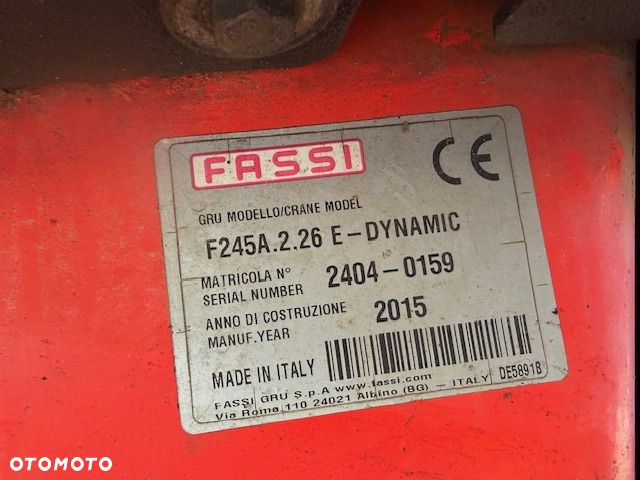 FASSI
CE
GRU MODELLO/CRANE MODEL
F245A.2.26 E-DYNAMIC
MATRICOLA N°
SERIAL NUMBER 2404-0159
ANNO DI COSTRUZIONE
MANUF.YEAR 2015
MADE IN ITALY
DE5891B
FASSI GRU S.p.A www.fassi.com
Via Roma 110 24021 Albino (BG) - ITALY
OTOMOTO